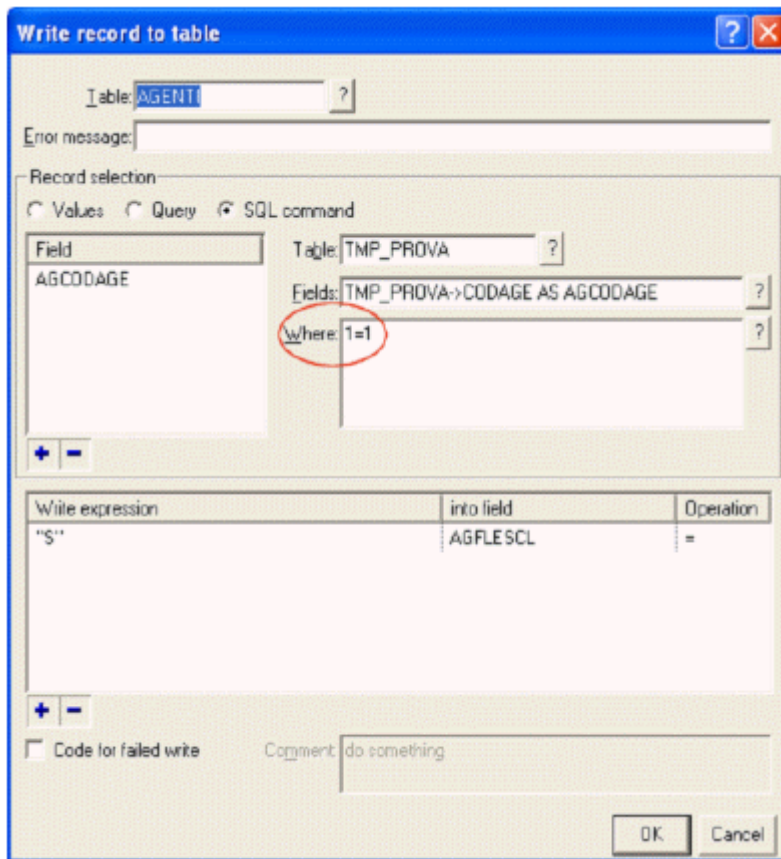 Write record to table
Table: AGENTI ?
Error message:
Record selection
Values Query SQL command
Field
AGCODAGE
Table: TMP_PROVA ?
Fields: TMP_PROVA->CODAGE AS AGCODAGE ?
Where: 1=1 ?
+ −
Write expression into field Operation
"S" AGFLESCL =
+ −
Code for failed write Comment: do something
OK Cancel